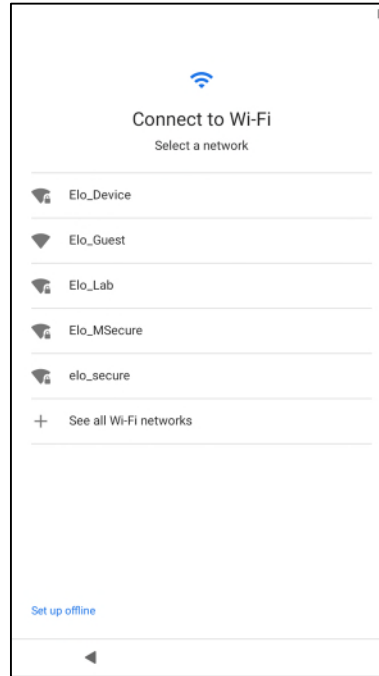 Connect to Wi-Fi
Select a network
Elo_Device
Elo_Guest
Elo_Lab
Elo_MSecure
elo_secure
See all Wi-Fi networks
Set up offline